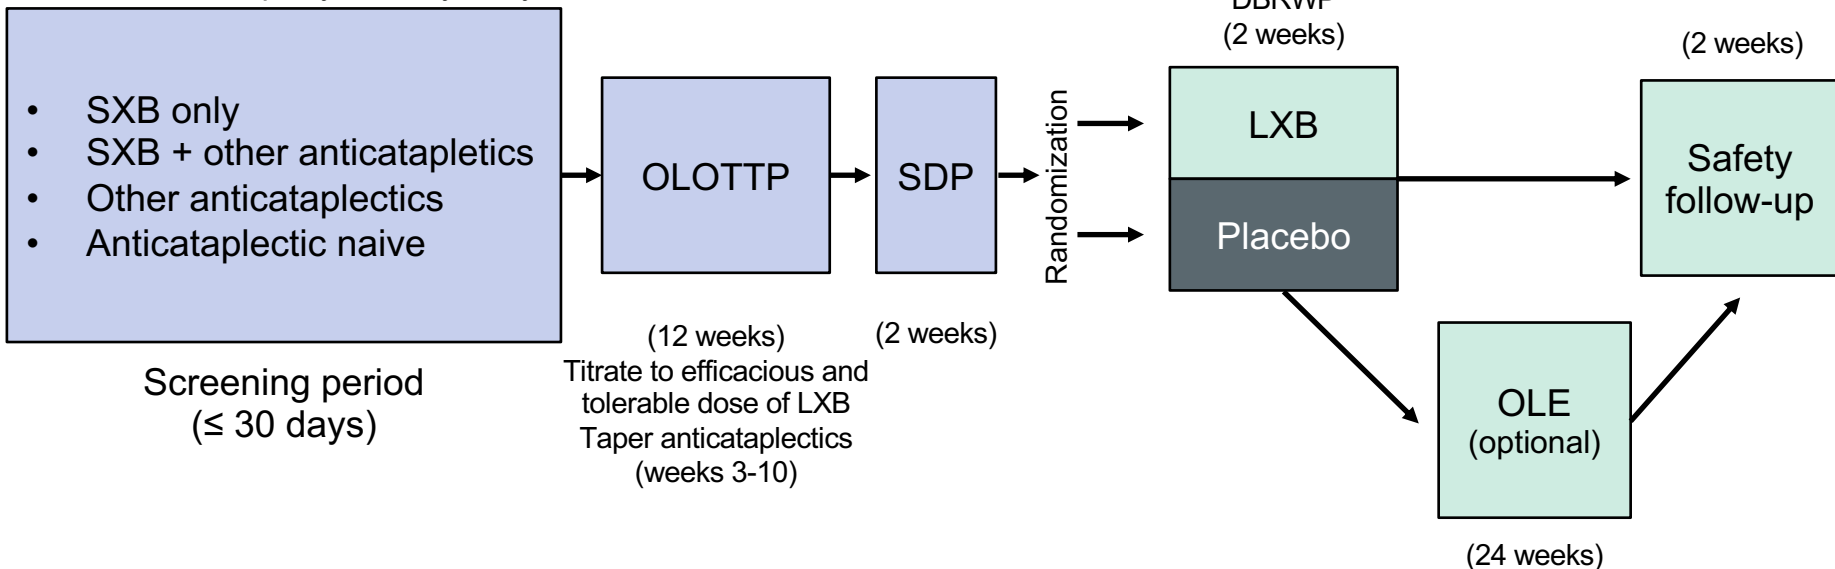 • SXB only
• SXB + other anticatapletics
• Other anticataplectics
• Anticataplectic naive
Screening period
(≤ 30 days)
OLOTTP
(12 weeks)
Titrate to efficacious and
tolerable dose of LXB
Taper anticataplectics
(weeks 3-10)
SDP
(2 weeks)
Randomization
DBRWP
(2 weeks)
LXB
Placebo
(2 weeks)
Safety
follow-up
OLE
(optional)
(24 weeks)